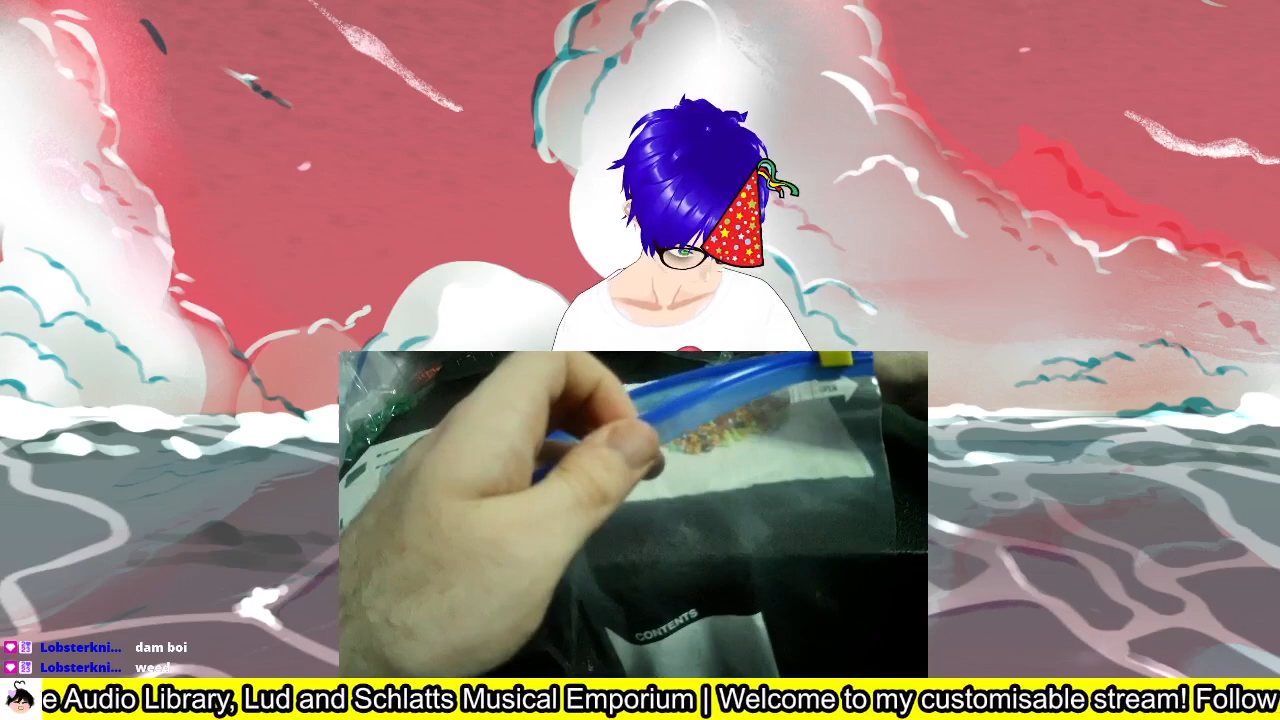 OPEN
CONTENTS
Lobsterkni... dam boi
Lobsterkni... weed
e Audio Library, Lud and Schlatts Musical Emporium | Welcome to my customisable stream! Follow